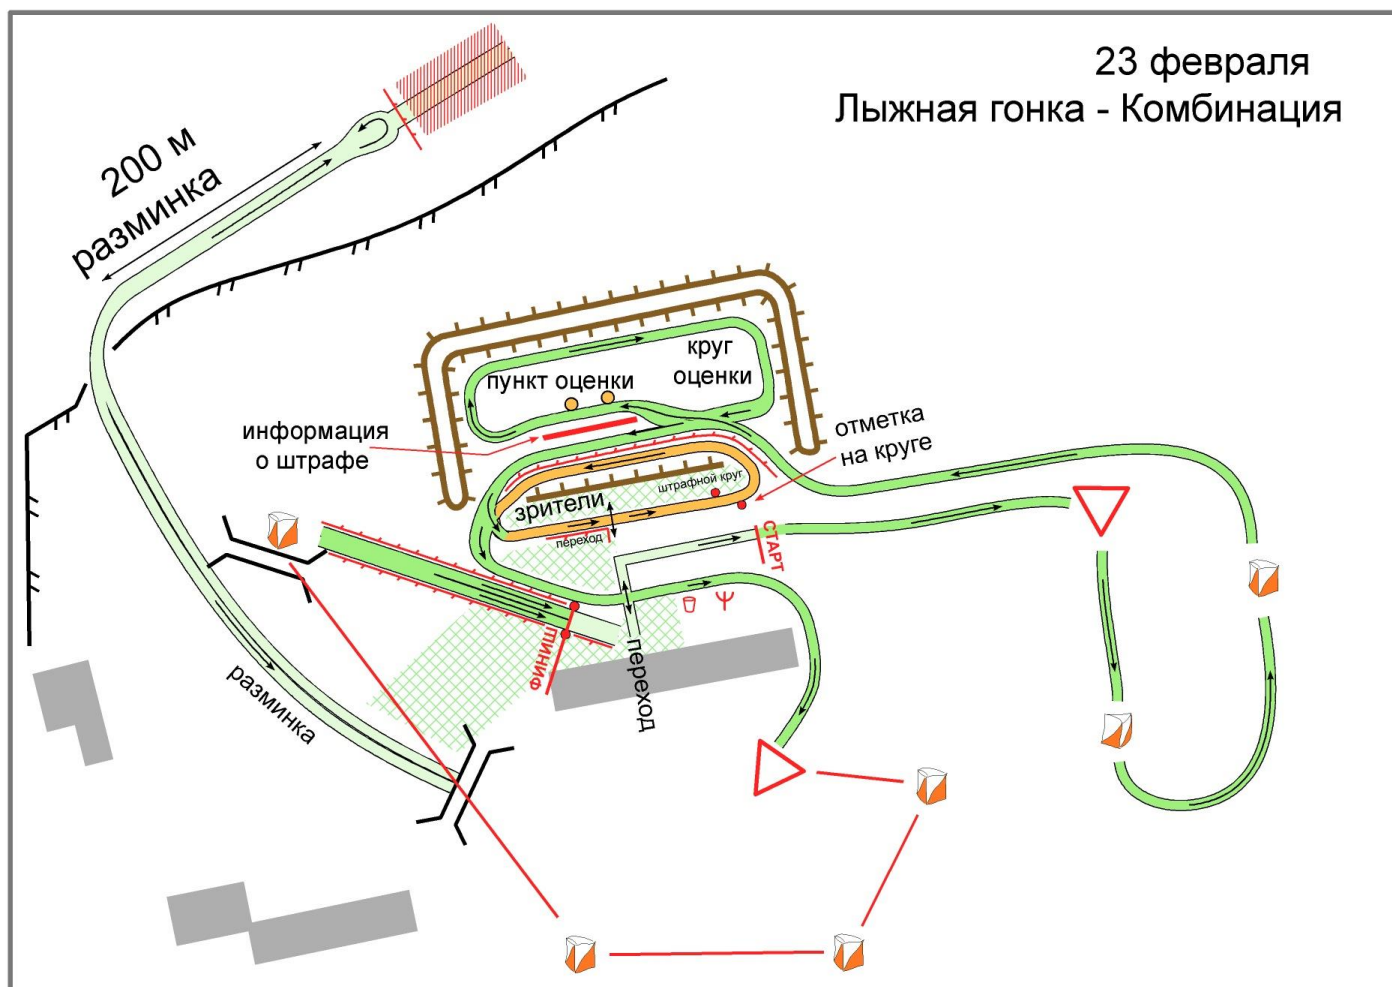 23 февраля
Лыжная гонка - Комбинация
200 м
разминка
круг
оценки
пункт оценки
информация
о штрафе
отметка
на круге
штрафной круг
зрители
переход
СТАРТ
ФИНИШ
переход
разминка